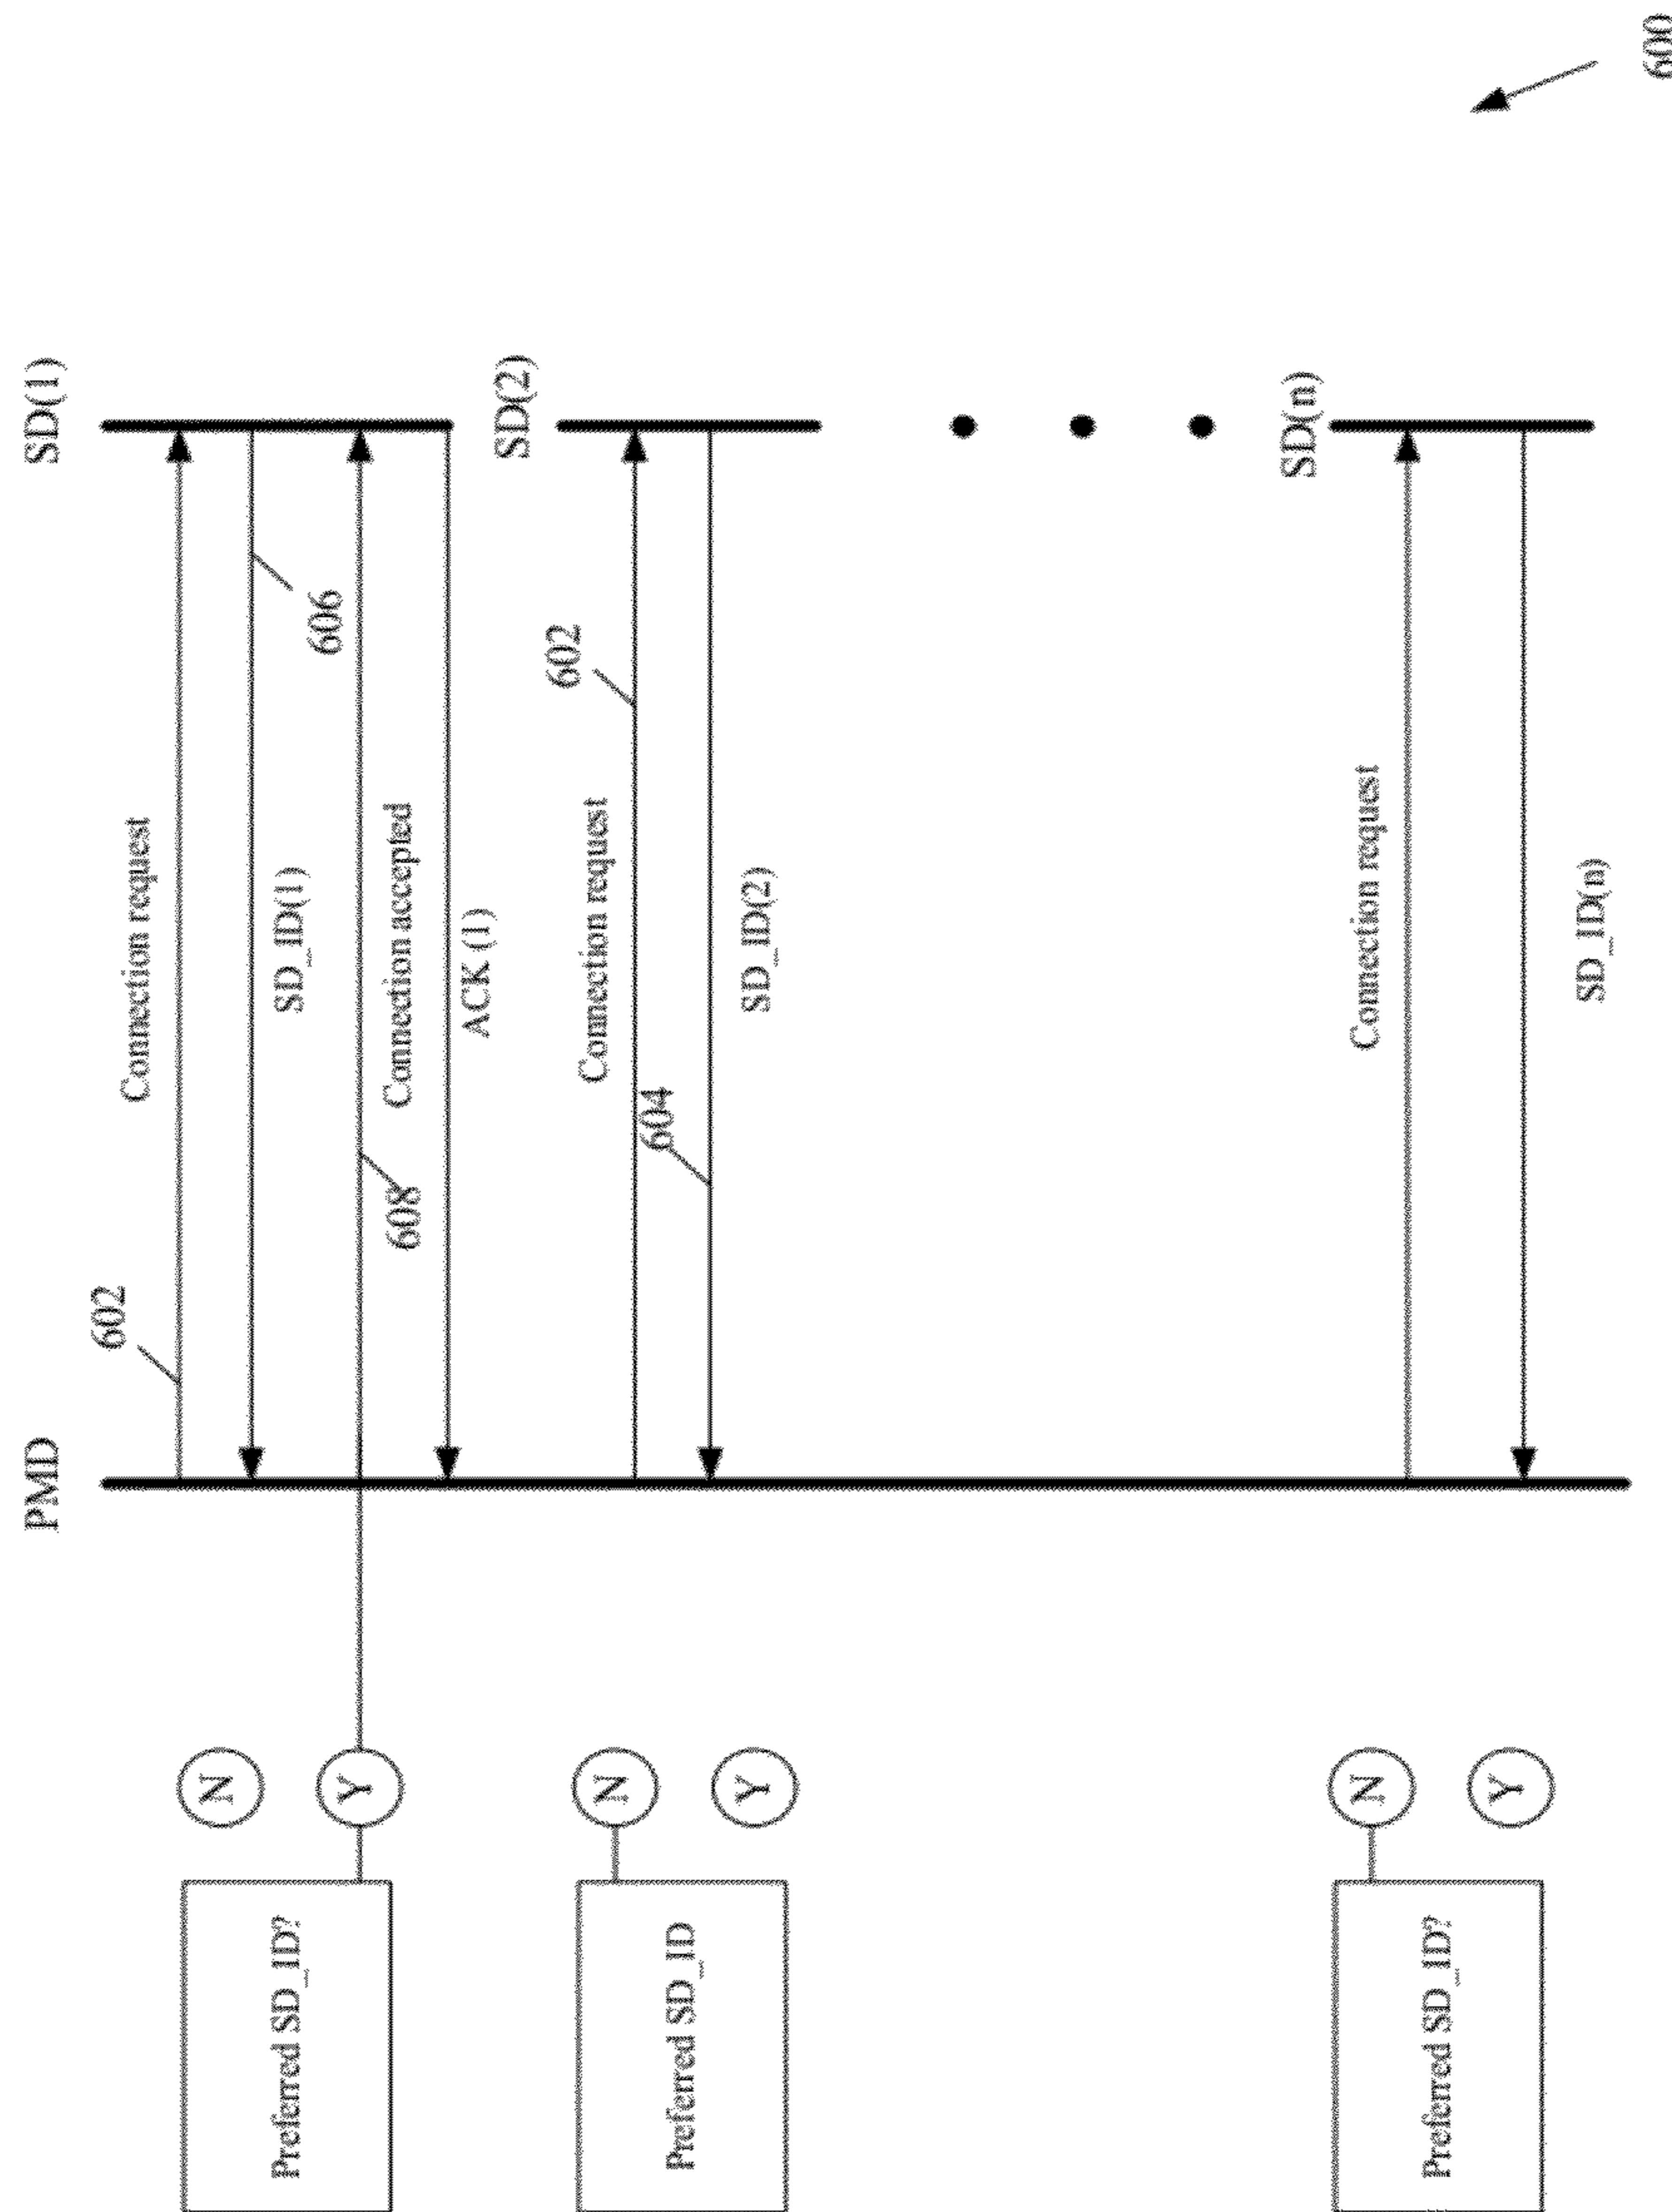 PMD
SD(1)
602
Connection request
N
Preferred SD_ID?
SD_ID(1)
606
Y
608
Connection accepted
ACK (1)
SD(2)
602
Connection request
N
604
Preferred SD_ID
Y
SD_ID(2)
SD(n)
Connection request
N
Preferred SD_ID?
Y
SD_ID(n)
600